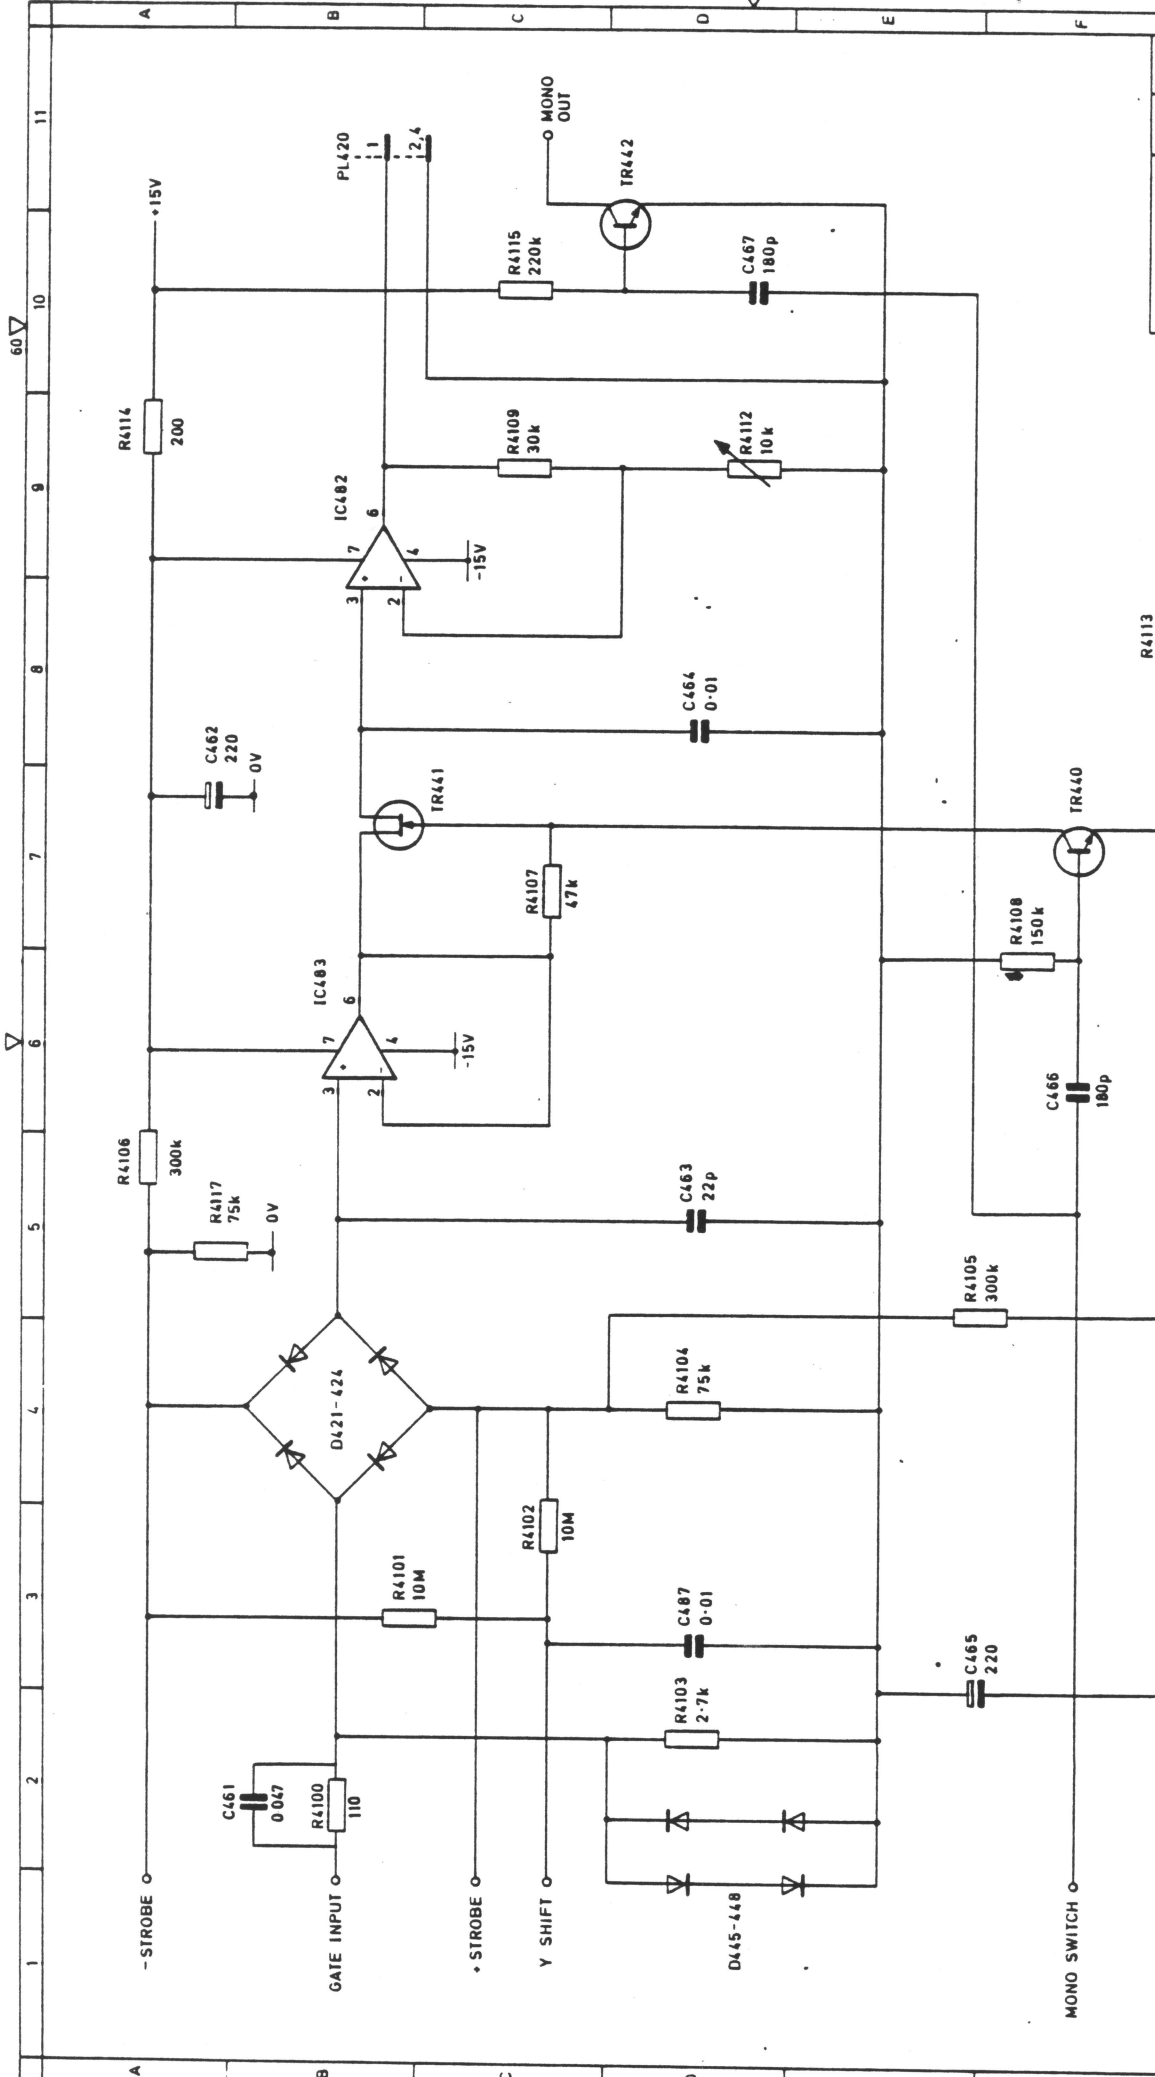 1
2
3
4
5
6
7
8
9
10
11
60
A
B
C
D
E
F
A
B
C
D
- STROBE
GATE INPUT
+ STROBE
Y SHIFT
MONO SWITCH
C461
0.047
R4100
110
D445-448
R4103
2·7k
C487
0·01
C465
220
R4101
10M
R4102
10M
D421-424
R4104
75k
R4105
300k
R4117
75k
0V
R4106
300k
C463
22p
IC483
3
2
7
4
6
-15V
C466
180p
R4108
150k
R4107
47k
TR441
TR440
C462
220
0V
C464
0·01
R4113
IC482
3
2
7
4
6
-15V
R4114
200
R4109
30k
R4112
10k
+15V
R4115
220k
C467
180p
PL420
1
2,4
TR442
MONO
OUT